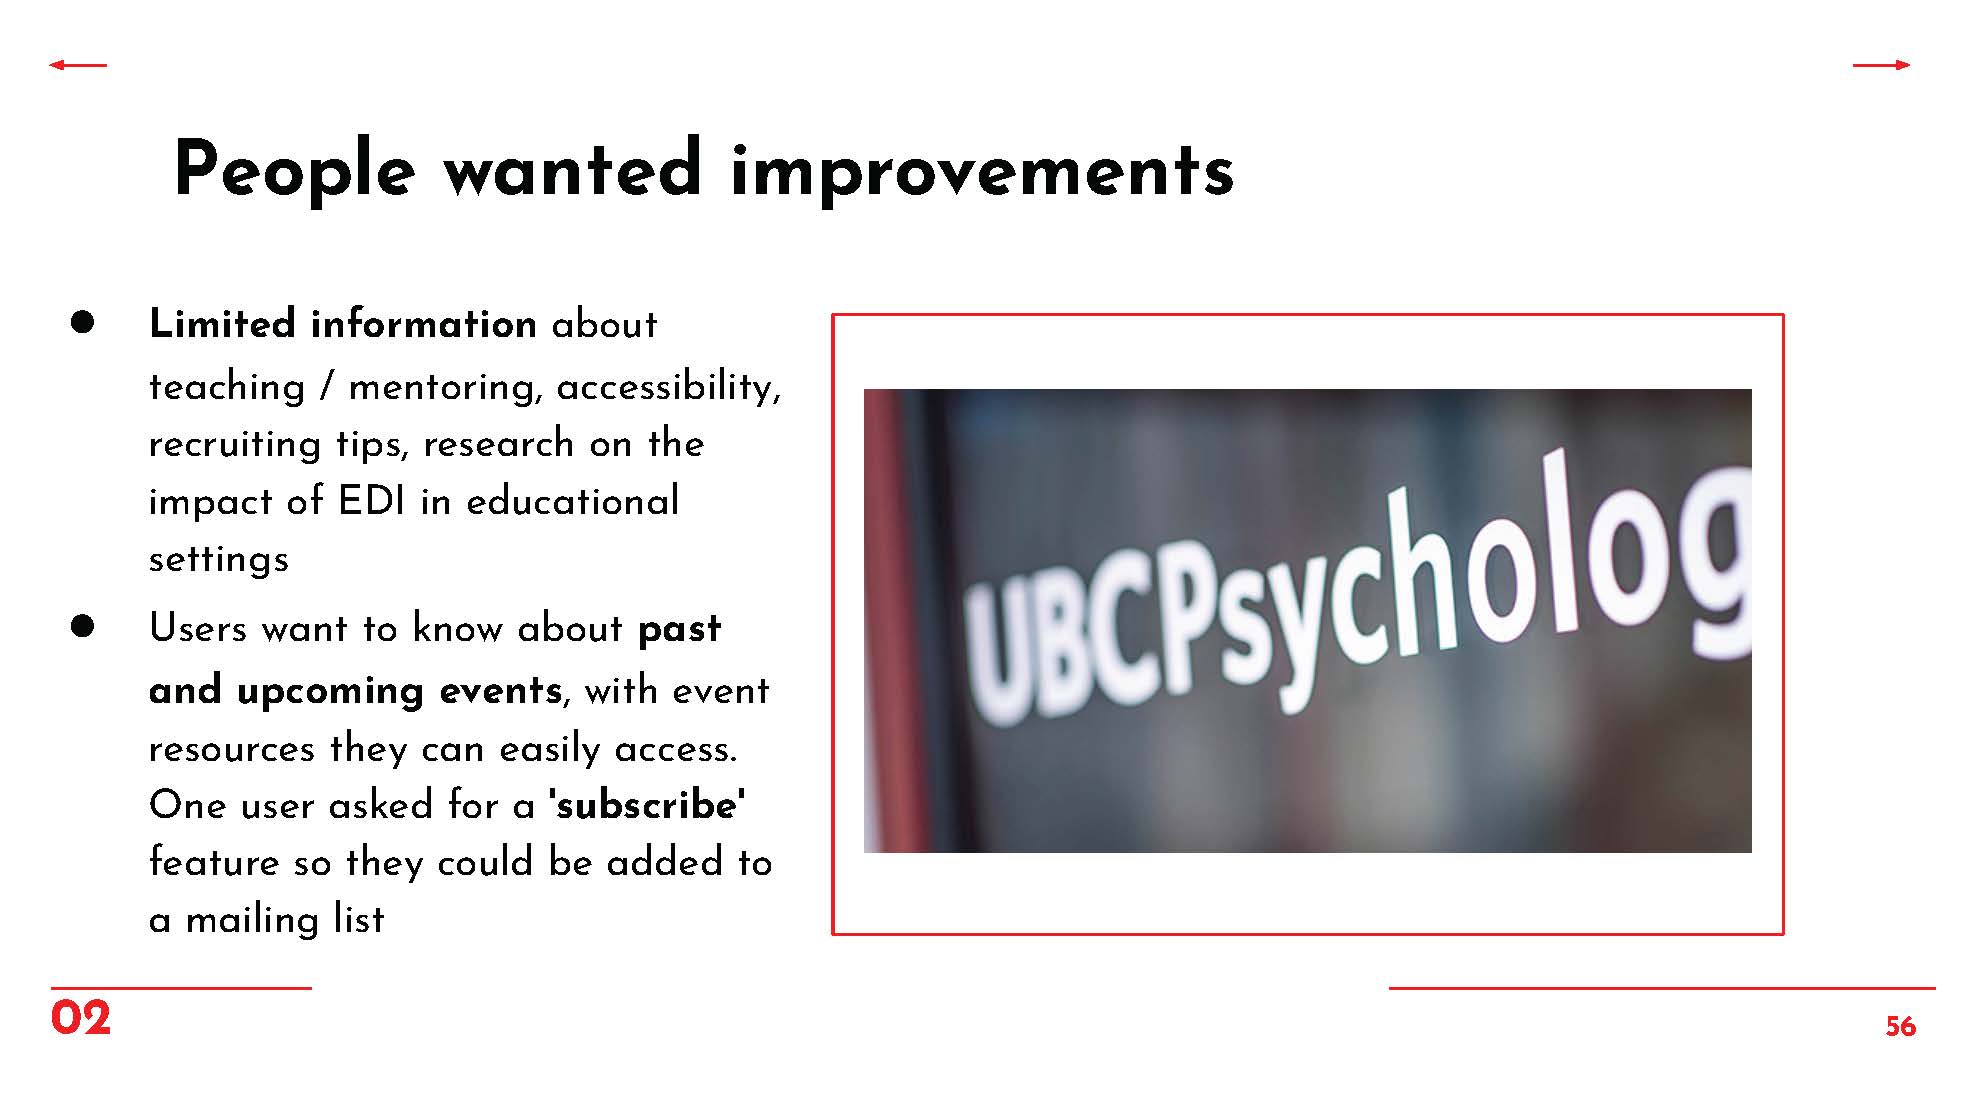 People wanted improvements
● Limited information about
teaching / mentoring, accessibility,
recruiting tips, research on the
impact of EDI in educational
settings
● Users want to know about past
and upcoming events, with event
resources they can easily access.
One user asked for a 'subscribe'
feature so they could be added to
a mailing list
UBCPsycholog
02
56